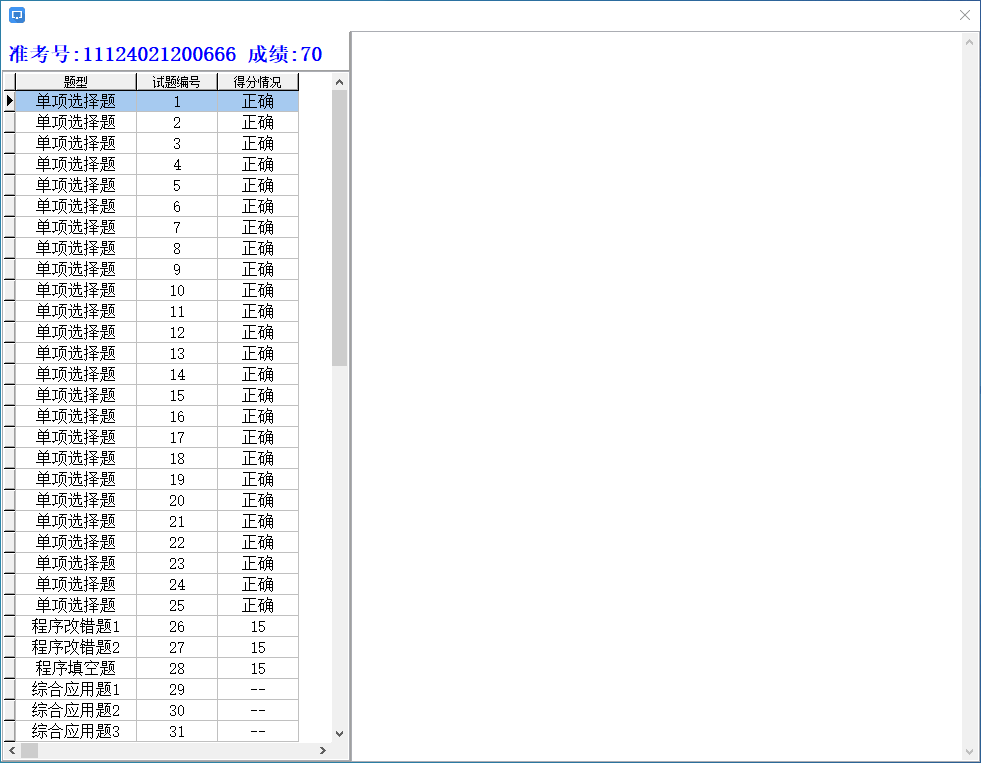 准考号:11124021200666 成绩:70
题型 试题编号 得分情况
单项选择题 1 正确
单项选择题 2 正确
单项选择题 3 正确
单项选择题 4 正确
单项选择题 5 正确
单项选择题 6 正确
单项选择题 7 正确
单项选择题 8 正确
单项选择题 9 正确
单项选择题 10 正确
单项选择题 11 正确
单项选择题 12 正确
单项选择题 13 正确
单项选择题 14 正确
单项选择题 15 正确
单项选择题 16 正确
单项选择题 17 正确
单项选择题 18 正确
单项选择题 19 正确
单项选择题 20 正确
单项选择题 21 正确
单项选择题 22 正确
单项选择题 23 正确
单项选择题 24 正确
单项选择题 25 正确
程序改错题1 26 15
程序改错题2 27 15
程序填空题 28 15
综合应用题1 29 --
综合应用题2 30 --
综合应用题3 31 --